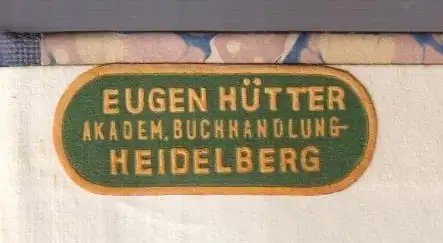 EUGEN HÜTTER
AKADEM. BUCHHANDLUNG
HEIDELBERG